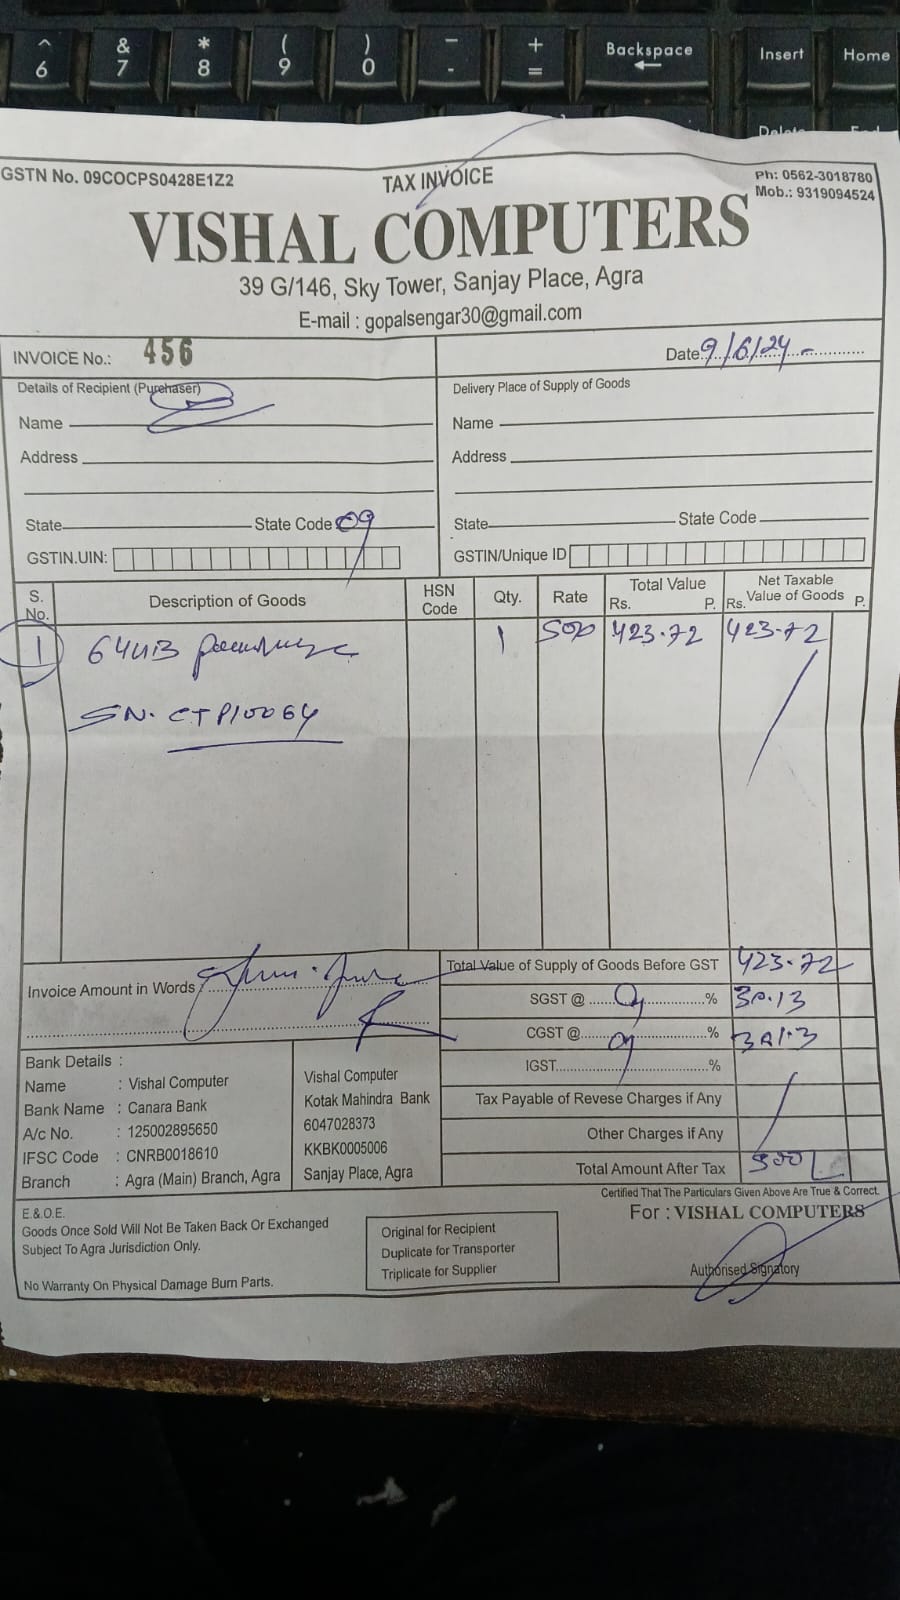 ^ 6 & 7 * 8 ( 9 ) 0 _ - + = Backspace Insert Home
GSTN No. 09COCPS0428E1Z2
TAX INVOICE
Ph: 0562-3018780
Mob.: 9319094524
VISHAL COMPUTERS
39 G/146, Sky Tower, Sanjay Place, Agra
E-mail : gopalsengar30@gmail.com
INVOICE No.: 456
Date 9/6/24
Details of Recipient (Purehaser)
Name
Address
State State Code 09
GSTIN.UIN:
Delivery Place of Supply of Goods
Name
Address
State State Code
GSTIN/Unique ID
S. No. Description of Goods HSN Code Qty. Rate Total Value Rs. P. Net Taxable Value of Goods Rs. P.
1 1 500 423.72 423.72
SN. CTP10064
Total Value of Supply of Goods Before GST 423.72
Invoice Amount in Words
SGST @ 9 %
CGST @ 9 %
IGST %
Tax Payable of Revese Charges if Any
Other Charges if Any
Total Amount After Tax 500/-
Bank Details :
Name : Vishal Computer
Bank Name : Canara Bank
A/c No. : 125002895650
IFSC Code : CNRB0018610
Branch : Agra (Main) Branch, Agra
Vishal Computer
Kotak Mahindra Bank
6047028373
KKBK0005006
Sanjay Place, Agra
Certified That The Particulars Given Above Are True & Correct.
For : VISHAL COMPUTERS
E.& O.E.
Goods Once Sold Will Not Be Taken Back Or Exchanged
Subject To Agra Jurisdiction Only.
No Warranty On Physical Damage Burn Parts.
Original for Recipient
Duplicate for Transporter
Triplicate for Supplier
Authorised Signatory